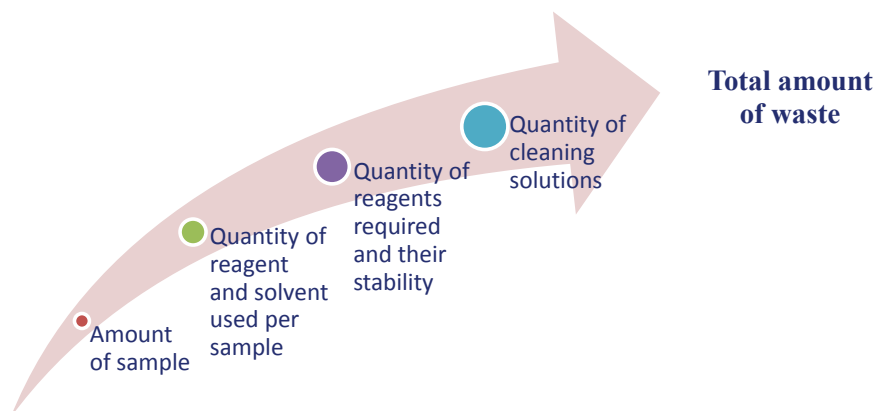 Amount
of sample
Quantity of
reagent
and solvent
used per
sample
Quantity of
reagents
required
and their
stability
Quantity of
cleaning
solutions
Total amount
of waste